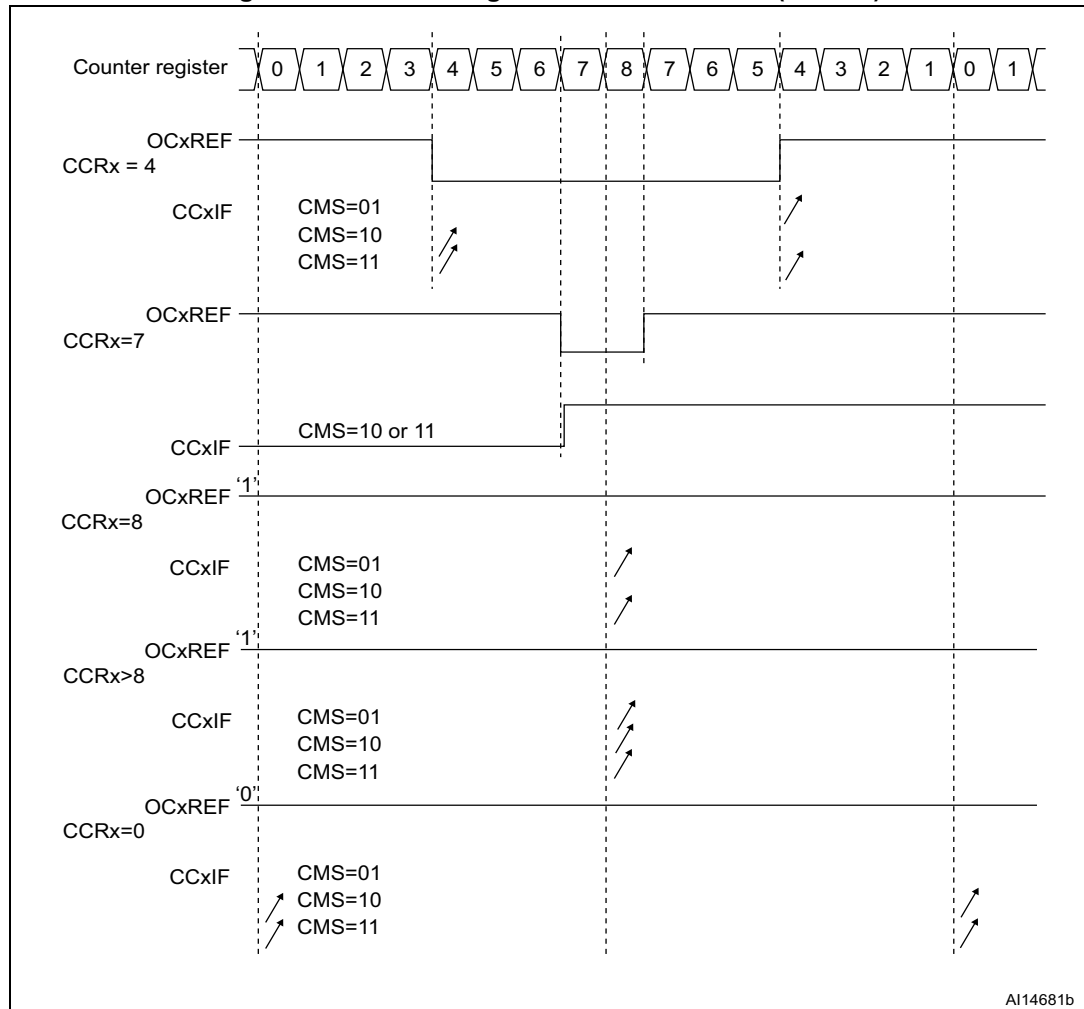 Counter register 0 1 2 3 4 5 6 7 8 7 6 5 4 3 2 1 0 1
OCxREF
CCRx = 4
CCxIF CMS=01
CMS=10
CMS=11
OCxREF
CCRx=7
CMS=10 or 11
CCxIF
OCxREF '1'
CCRx=8
CCxIF CMS=01
CMS=10
CMS=11
OCxREF '1'
CCRx>8
CCxIF CMS=01
CMS=10
CMS=11
OCxREF '0'
CCRx=0
CCxIF CMS=01
CMS=10
CMS=11
AI14681b